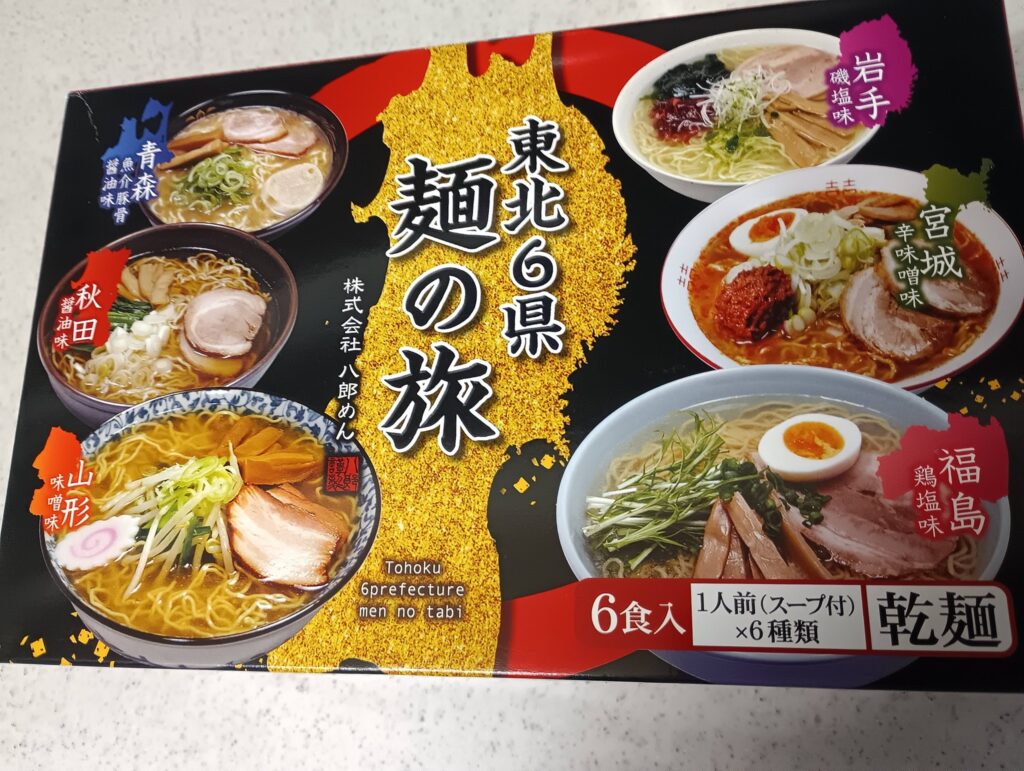 東北6県
麺の旅
株式会社 八郎めん
青森
魚介豚骨
醤油味
秋田
醤油味
山形
味噌味
岩手
磯塩味
宮城
辛味噌味
福島
鶏塩味
Tohoku
6prefecture
men no tabi
6食入
1人前(スープ付)
×6種類
乾麺